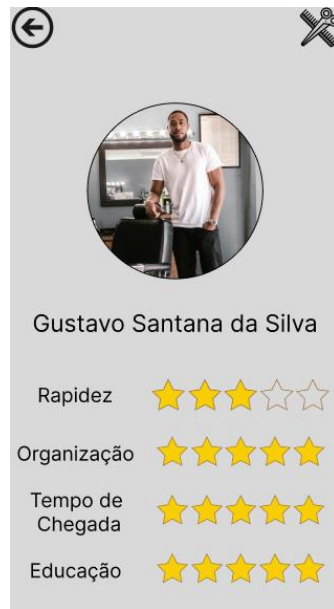 Gustavo Santana da Silva
Rapidez
Organização
Tempo de
Chegada
Educação